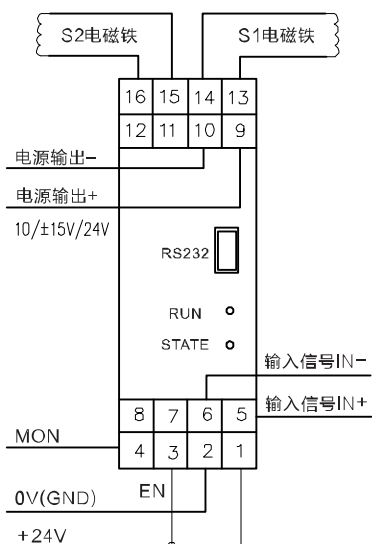 S2电磁铁 S1电磁铁
16 15 14 13
12 11 10 9
电源输出-
电源输出+
10/±15V/24V
RS232
RUN
STATE
输入信号IN-
输入信号IN+
8 7 6 5
4 3 2 1
MON
EN
0V(GND)
+24V